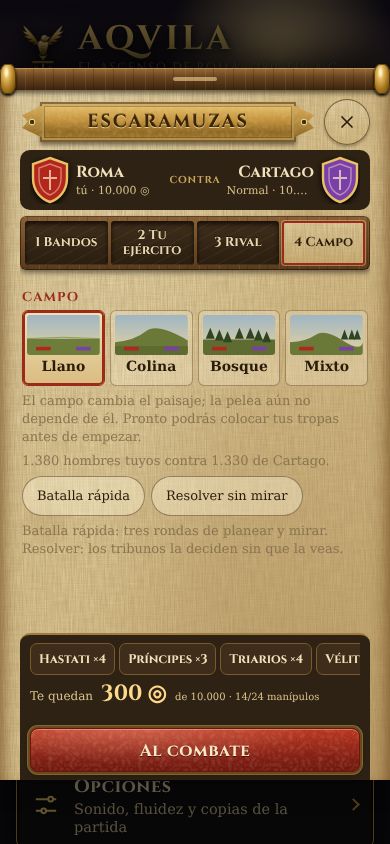 AQVILA
ESCARAMUZAS
ROMA
tú · 10.000 ◎
CONTRA
CARTAGO
Normal · 10....
1 BANDOS
2 TU EJÉRCITO
3 RIVAL
4 CAMPO
CAMPO
Llano
Colina
Bosque
Mixto
El campo cambia el paisaje; la pelea aún no
depende de él. Pronto podrás colocar tus tropas
antes de empezar.
1.380 hombres tuyos contra 1.330 de Cartago.
Batalla rápida
Resolver sin mirar
Batalla rápida: tres rondas de planear y mirar.
Resolver: los tribunos la deciden sin que la veas.
HASTATI ×4
PRÍNCIPES ×3
TRIARIOS ×4
VÉLIT
Te quedan 300 ◎ de 10.000 · 14/24 manípulos
AL COMBATE
OPCIONES
Sonido, fluidez y copias de la
partida